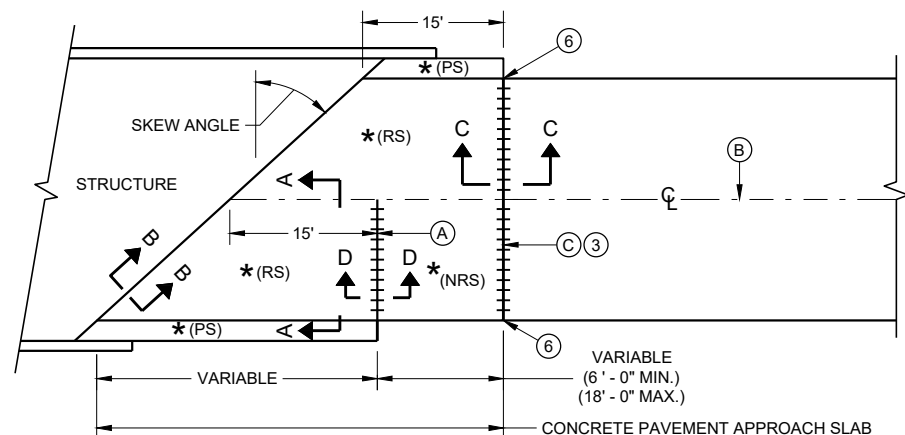 15'
6
*(PS)
SKEW ANGLE
*(RS)
C C
B
STRUCTURE
A
℄
15'
A
B
B
D D
C 3
*(RS)
*(NRS)
*(PS)
A
6
VARIABLE
VARIABLE
(6 ' - 0" MIN.)
(18' - 0" MAX.)
CONCRETE PAVEMENT APPROACH SLAB